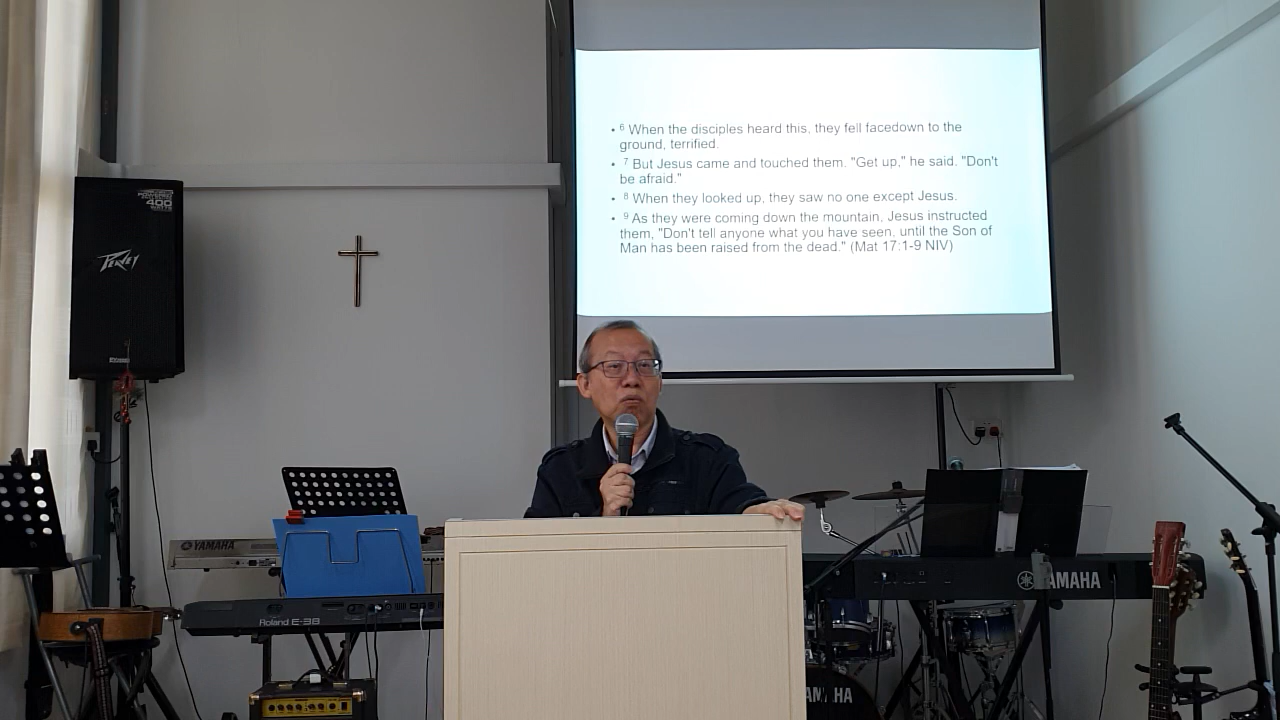 • 6 When the disciples heard this, they fell facedown to the
ground, terrified.
• 7 But Jesus came and touched them. "Get up," he said. "Don't
be afraid."
• 8 When they looked up, they saw no one except Jesus.
• 9 As they were coming down the mountain, Jesus instructed
them, "Don't tell anyone what you have seen, until the Son of
Man has been raised from the dead." (Mat 17:1-9 NIV)
POWERED
400
WATTS
PEAVEY
YAMAHA
Roland E-38
YAMAHA
YAMAHA